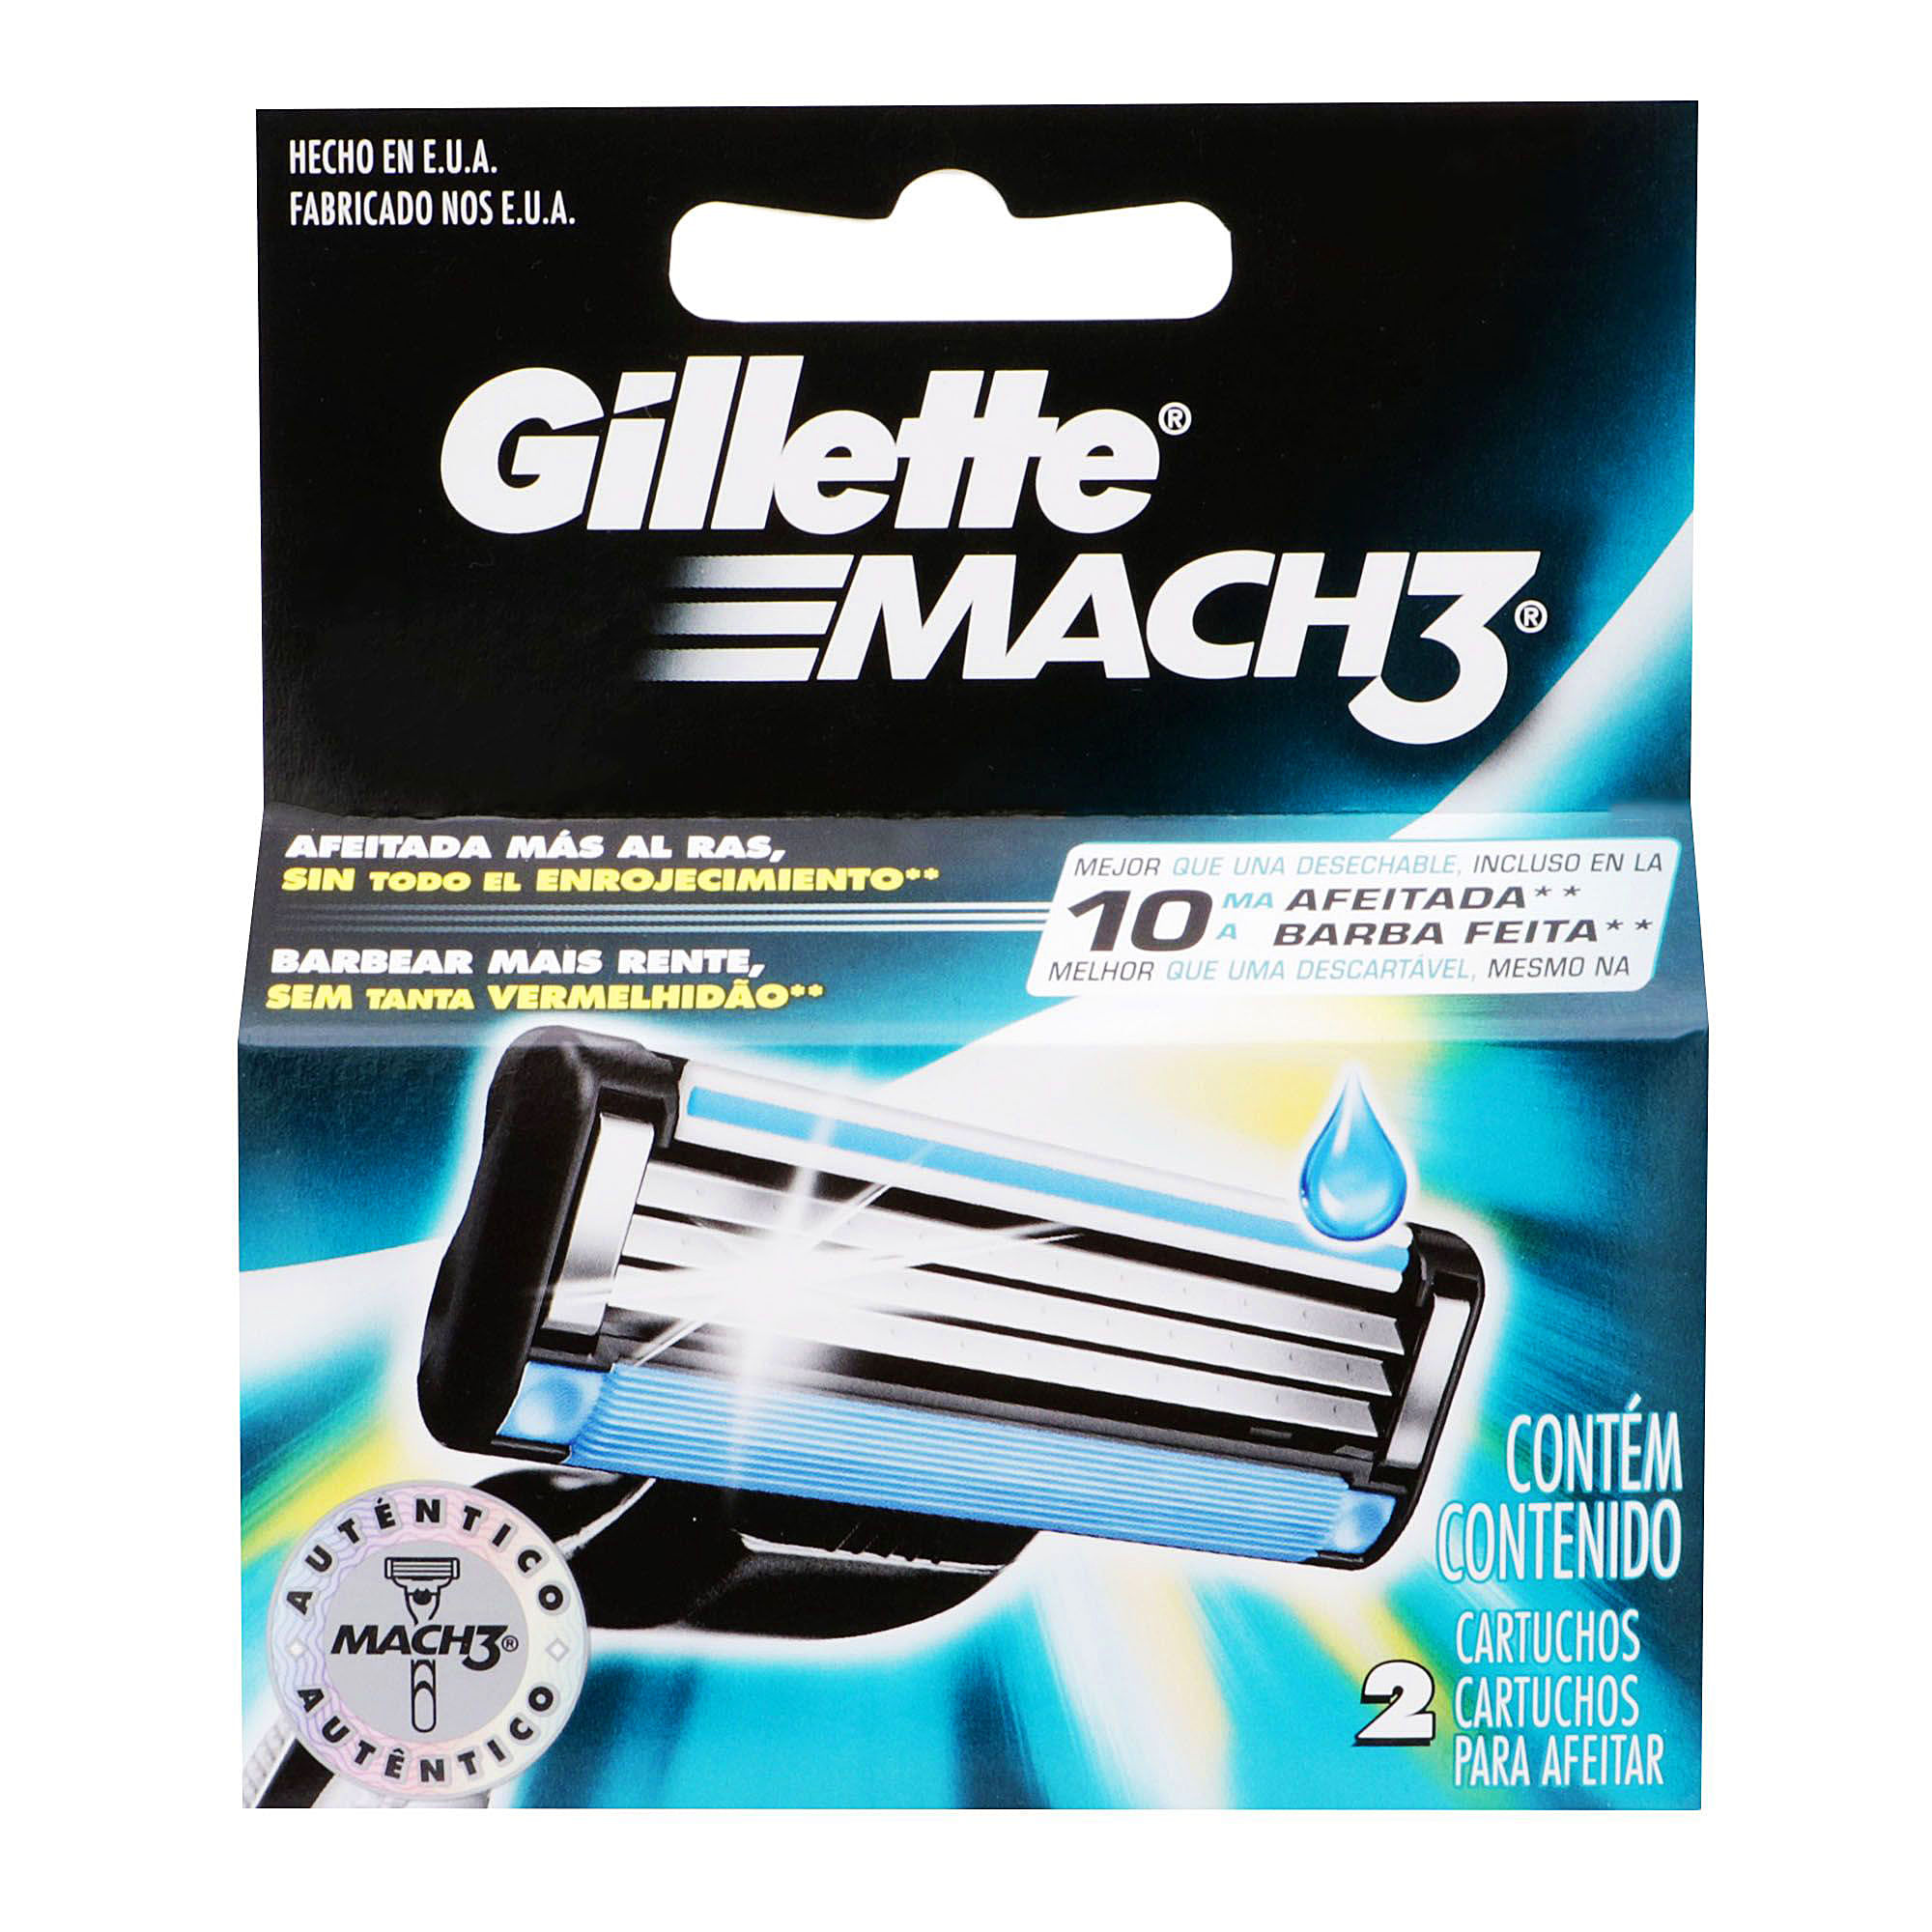 HECHO EN E.U.A.
FABRICADO NOS E.U.A.
Gillette®
MACH3®
AFEITADA MÁS AL RAS,
SIN TODO EL ENROJECIMIENTO**
BARBEAR MAIS RENTE,
SEM TANTA VERMELHIDÃO**
MEJOR QUE UNA DESECHABLE, INCLUSO EN LA
10 MA AFEITADA**
A BARBA FEITA**
MELHOR QUE UMA DESCARTÁVEL, MESMO NA
AUTÉNTICO
MACH3®
AUTÊNTICO
CONTÉM
CONTENIDO
2 CARTUCHOS
CARTUCHOS
PARA AFEITAR